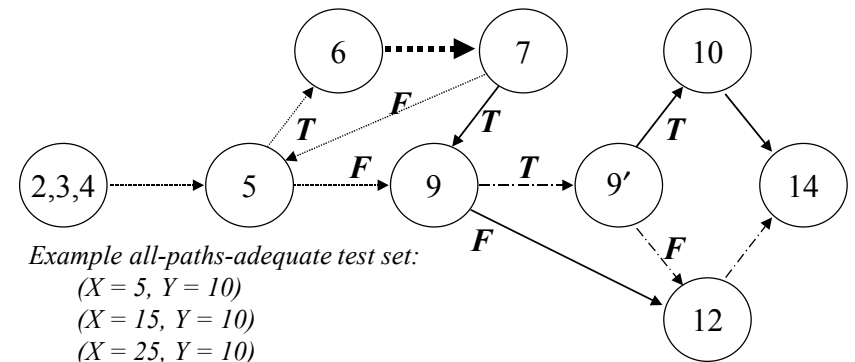 6
7
10
F
T
T
T
2,3,4
5
F
9
T
9′
14
F
F
Example all-paths-adequate test set:
(X = 5, Y = 10)
(X = 15, Y = 10)
(X = 25, Y = 10)
12